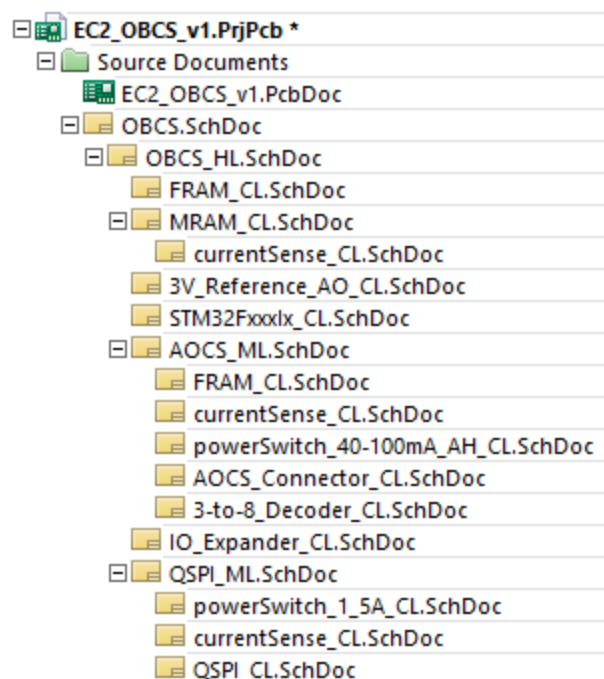 EC2_OBCS_v1.PrjPcb *
Source Documents
EC2_OBCS_v1.PcbDoc
OBCS.SchDoc
OBCS_HL.SchDoc
FRAM_CL.SchDoc
MRAM_CL.SchDoc
currentSense_CL.SchDoc
3V_Reference_AO_CL.SchDoc
STM32FxxxIx_CL.SchDoc
AOCS_ML.SchDoc
FRAM_CL.SchDoc
currentSense_CL.SchDoc
powerSwitch_40-100mA_AH_CL.SchDoc
AOCS_Connector_CL.SchDoc
3-to-8_Decoder_CL.SchDoc
IO_Expander_CL.SchDoc
QSPI_ML.SchDoc
powerSwitch_1_5A_CL.SchDoc
currentSense_CL.SchDoc
QSPI_CL.SchDoc